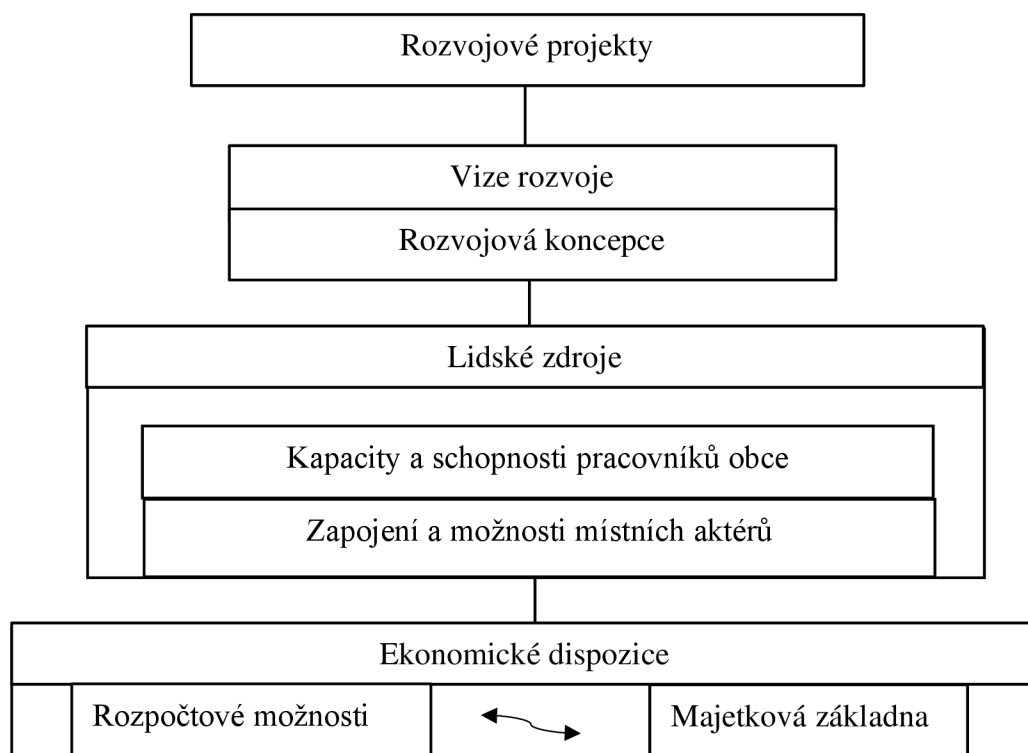 Rozvojové projekty
Vize rozvoje
Rozvojová koncepce
Lidské zdroje
Kapacity a schopnosti pracovníků obce
Zapojení a možnosti místních aktérů
Ekonomické dispozice
Rozpočtové možnosti
Majetková základna